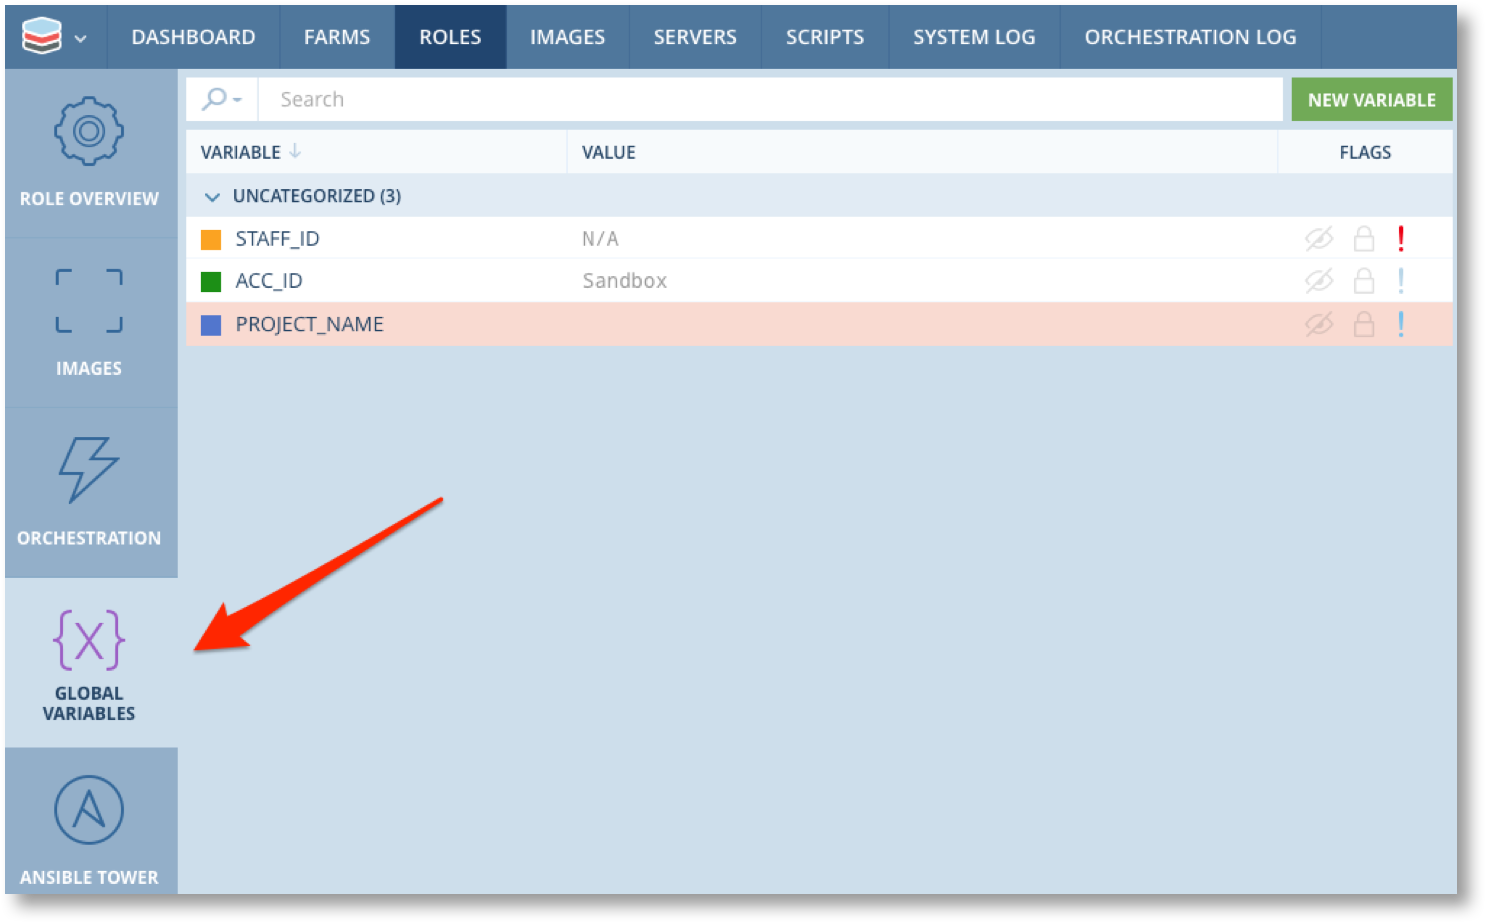 DASHBOARD FARMS ROLES IMAGES SERVERS SCRIPTS SYSTEM LOG ORCHESTRATION LOG
Search NEW VARIABLE
VARIABLE VALUE FLAGS
UNCATEGORIZED (3)
STAFF_ID N/A
ACC_ID Sandbox
PROJECT_NAME
ROLE OVERVIEW
IMAGES
ORCHESTRATION
{X}
GLOBAL
VARIABLES
ANSIBLE TOWER